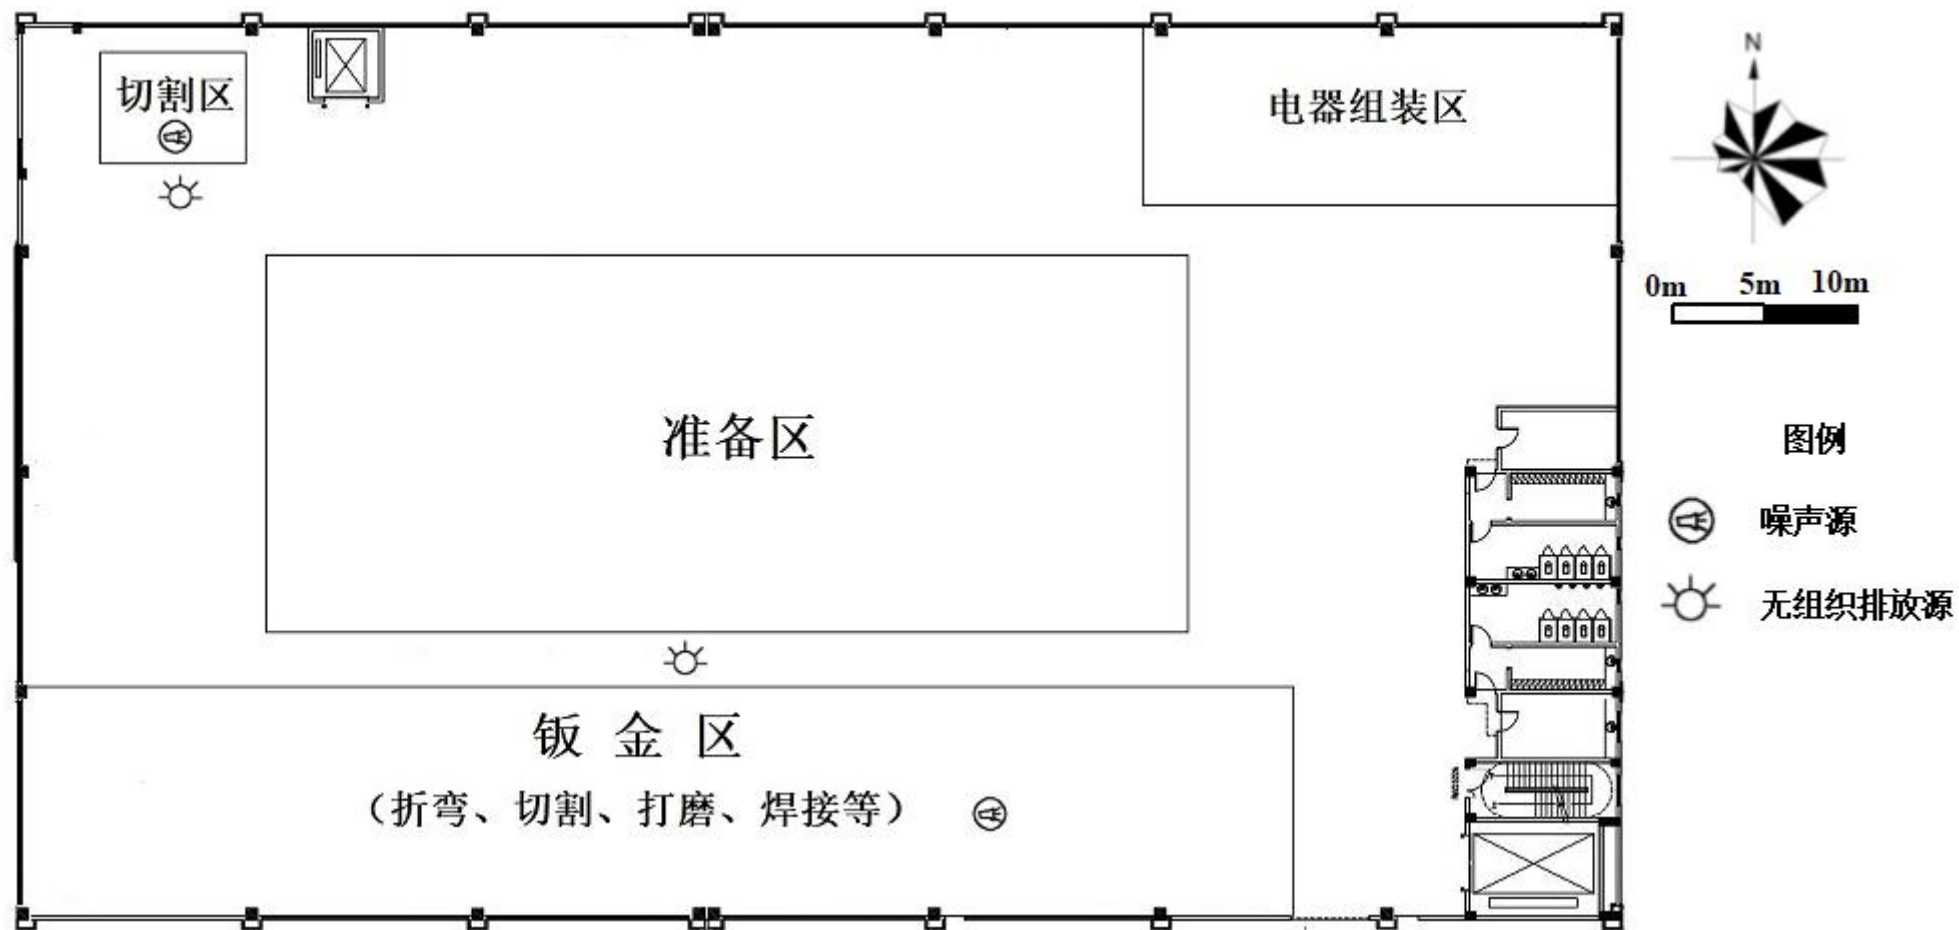 切割区
电器组装区
N
0m 5m 10m
准备区
图例
噪声源
无组织排放源
钣金区
（折弯、切割、打磨、焊接等）